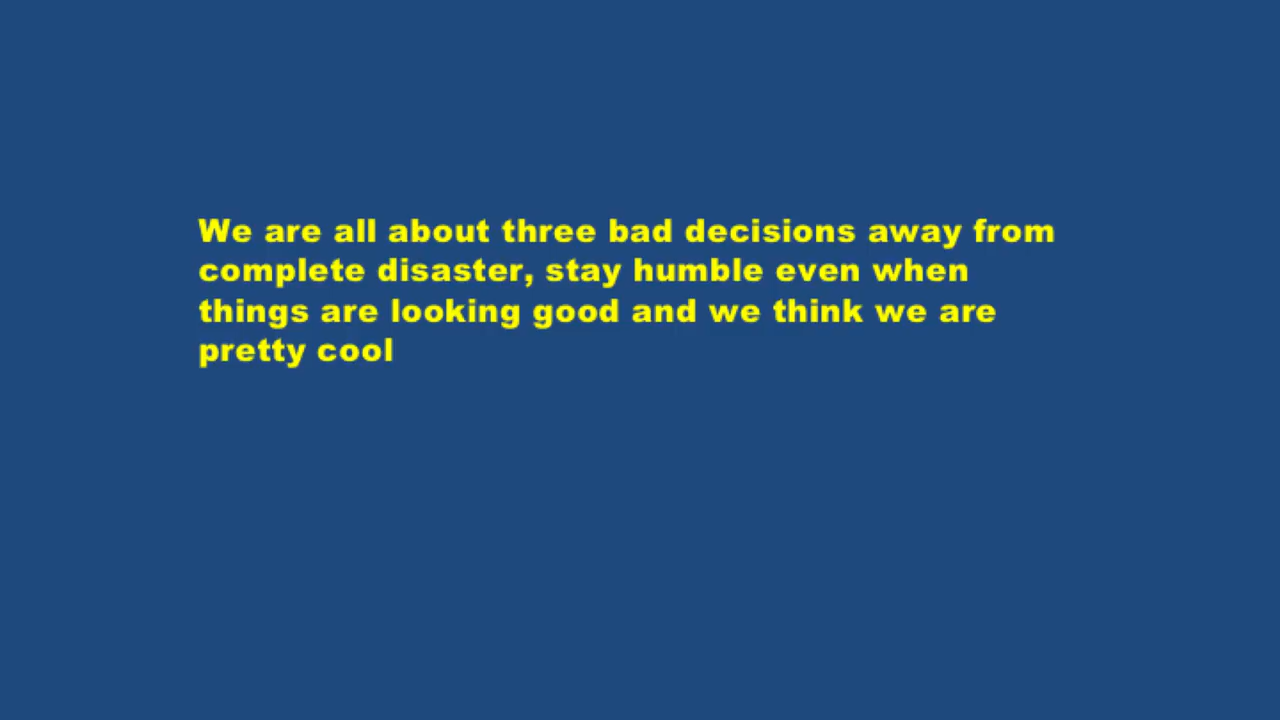 We are all about three bad decisions away from
complete disaster, stay humble even when
things are looking good and we think we are
pretty cool